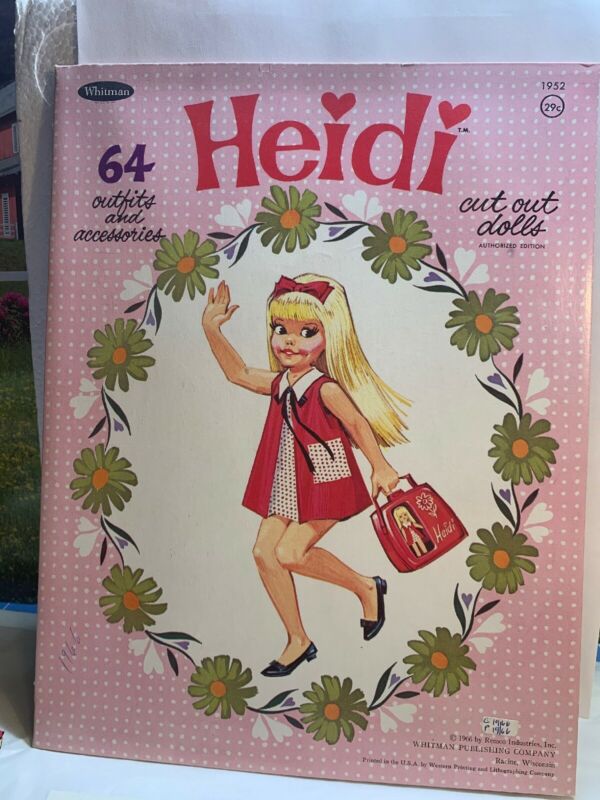 Whitman
1952
29c
Heidi T.M.
64
outfits
and
accessories
cut out
dolls
AUTHORIZED EDITION
Heidi
1966
© 1966 by Remco Industries, Inc.
WHITMAN PUBLISHING COMPANY
Racine, Wisconsin
Printed in the U.S.A. by Western Printing and Lithographing Company